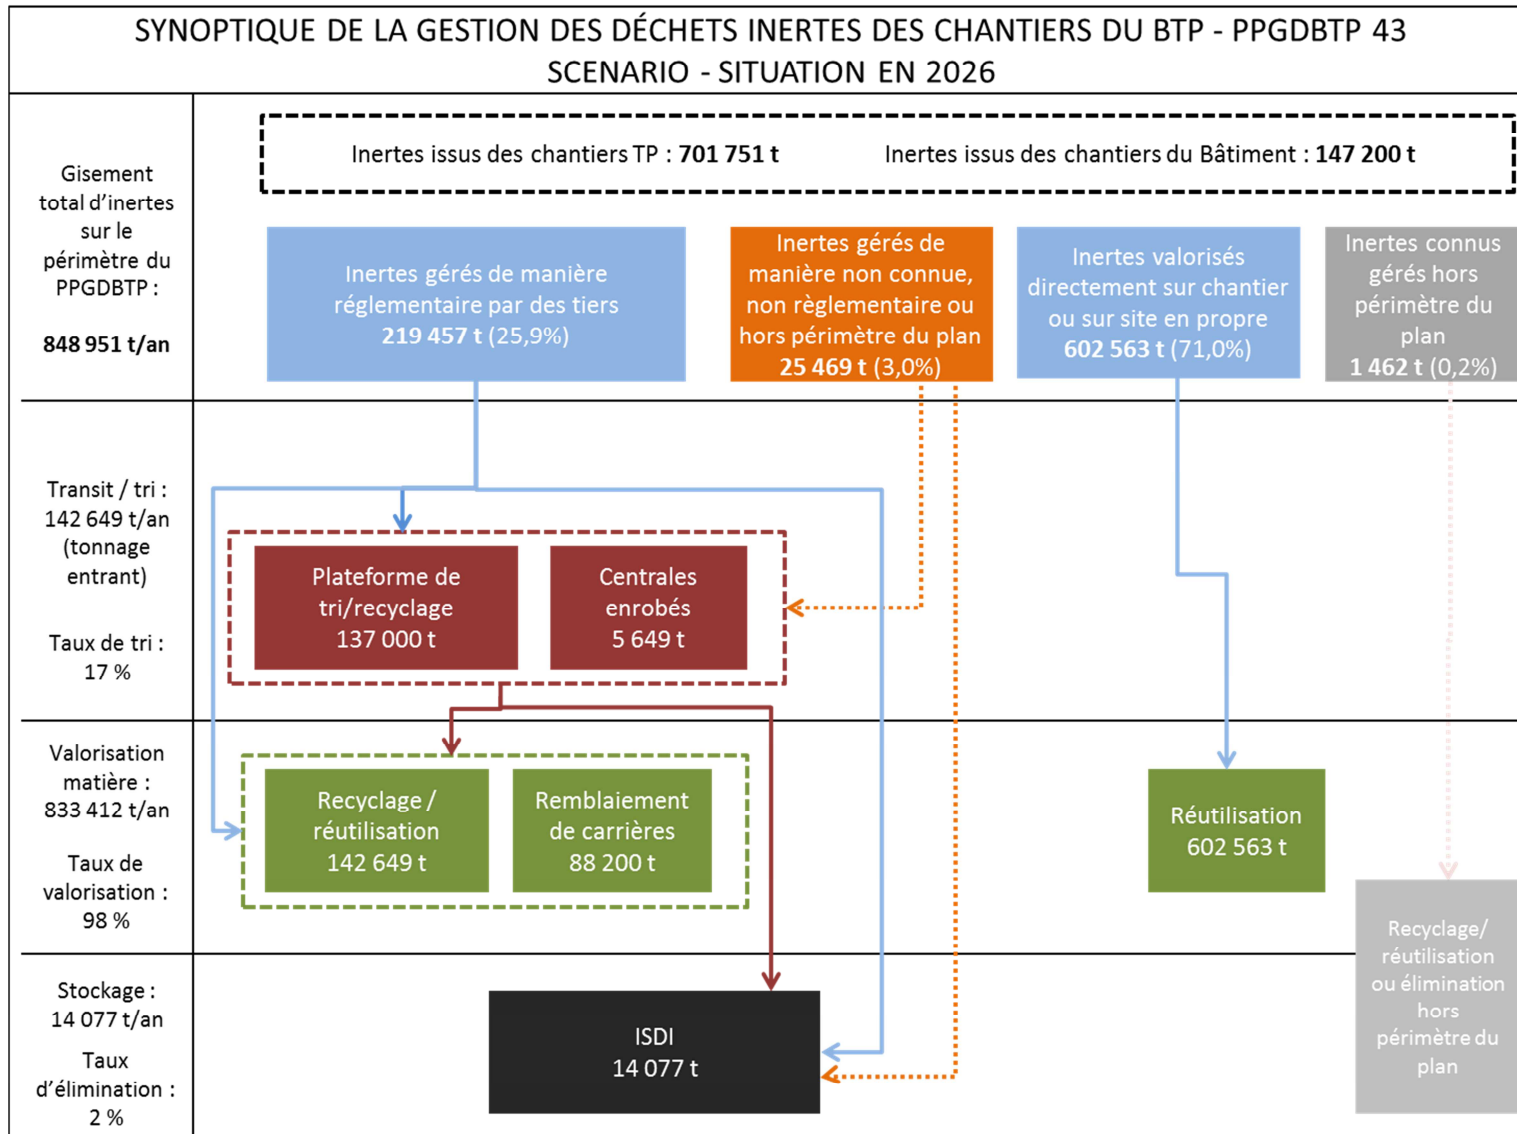 SYNOPTIQUE DE LA GESTION DES DÉCHETS INERTES DES CHANTIERS DU BTP - PPGDBTP 43
SCENARIO - SITUATION EN 2026
Gisement
total d'inertes
sur le
périmètre du
PPGDBTP :
848 951 t/an
Inertes issus des chantiers TP : 701 751 t
Inertes issus des chantiers du Bâtiment : 147 200 t
Inertes gérés de manière
réglementaire par des tiers
219 457 t (25,9%)
Inertes gérés de
manière non connue,
non règlementaire ou
hors périmètre du plan
25 469 t (3,0%)
Inertes valorisés
directement sur chantier
ou sur site en propre
602 563 t (71,0%)
Inertes connus
gérés hors
périmètre du
plan
1 462 t (0,2%)
Transit / tri :
142 649 t/an
(tonnage
entrant)
Taux de tri :
17 %
Plateforme de
tri/recyclage
137 000 t
Centrales
enrobés
5 649 t
Valorisation
matière :
833 412 t/an
Taux de
valorisation :
98 %
Recyclage /
réutilisation
142 649 t
Remblaiement
de carrières
88 200 t
Réutilisation
602 563 t
Recyclage/
réutilisation
ou élimination
hors
périmètre du
plan
Stockage :
14 077 t/an
Taux
d'élimination :
2 %
ISDI
14 077 t